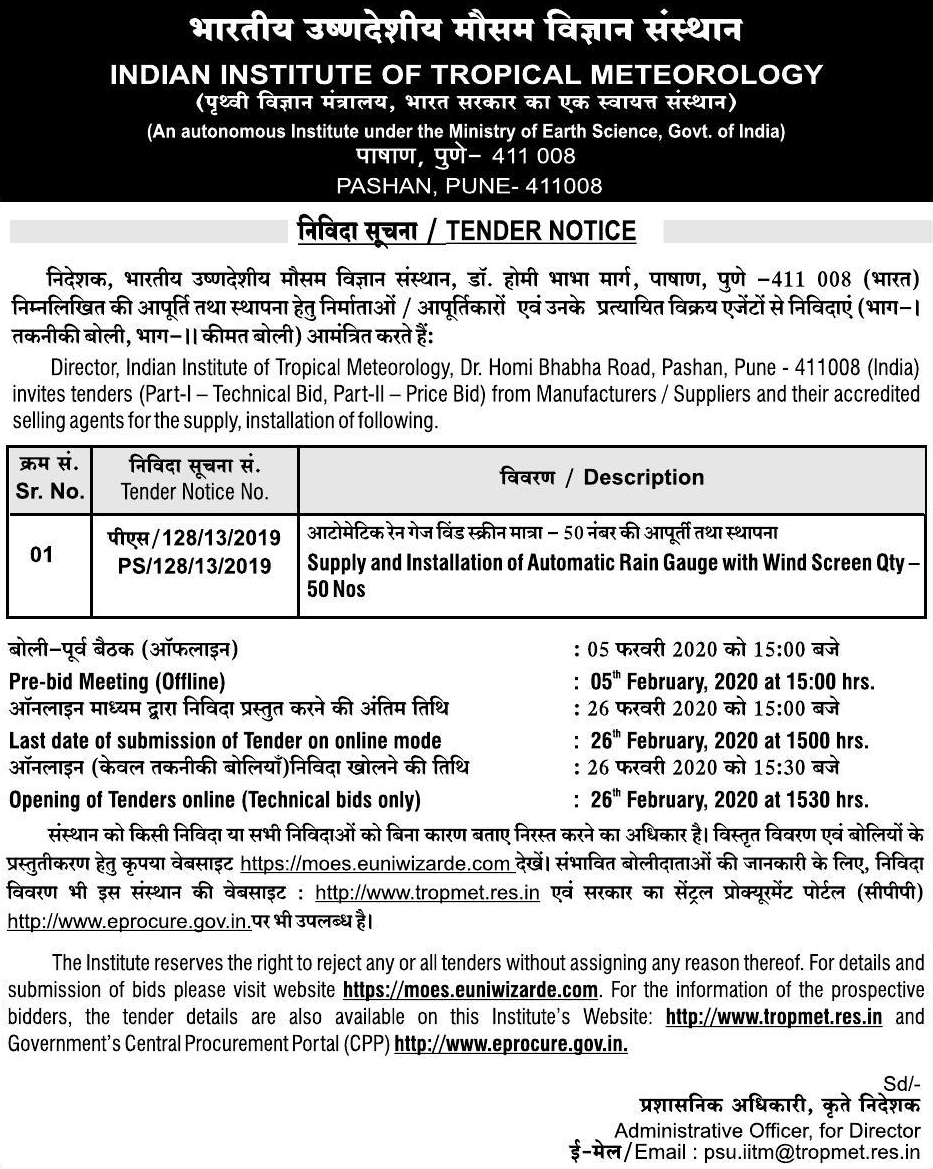 भारतीय उष्णदेशीय मौसम विज्ञान संस्थान
INDIAN INSTITUTE OF TROPICAL METEOROLOGY
(पृथ्वी विज्ञान मंत्रालय, भारत सरकार का एक स्वायत्त संस्थान)
(An autonomous Institute under the Ministry of Earth Science, Govt. of India)
पाषाण, पुणे– 411 008
PASHAN, PUNE- 411008
निविदा सूचना / TENDER NOTICE
निदेशक, भारतीय उष्णदेशीय मौसम विज्ञान संस्थान, डॉ. होमी भाभा मार्ग, पाषाण, पुणे –411 008 (भारत)
निम्नलिखित की आपूर्ति तथा स्थापना हेतु निर्माताओं / आपूर्तिकारों एवं उनके प्रत्यायित विक्रय एजेंटों से निविदाएं (भाग–।
तकनीकी बोली, भाग–।। कीमत बोली) आमंत्रित करते हैं:
Director, Indian Institute of Tropical Meteorology, Dr. Homi Bhabha Road, Pashan, Pune - 411008 (India)
invites tenders (Part-I – Technical Bid, Part-II – Price Bid) from Manufacturers / Suppliers and their accredited
selling agents for the supply, installation of following.
क्रम सं.
Sr. No.
निविदा सूचना सं.
Tender Notice No.
विवरण / Description
01
पीएस/128/13/2019
PS/128/13/2019
आटोमेटिक रेन गेज विंड स्क्रीन मात्रा – 50 नंबर की आपूर्ती तथा स्थापना
Supply and Installation of Automatic Rain Gauge with Wind Screen Qty –
50 Nos
बोली–पूर्व बैठक (ऑफलाइन) : 05 फरवरी 2020 को 15:00 बजे
Pre-bid Meeting (Offline) : 05th February, 2020 at 15:00 hrs.
ऑनलाइन माध्यम द्वारा निविदा प्रस्तुत करने की अंतिम तिथि : 26 फरवरी 2020 को 15:00 बजे
Last date of submission of Tender on online mode : 26th February, 2020 at 1500 hrs.
ऑनलाइन (केवल तकनीकी बोलियाँ)निविदा खोलने की तिथि : 26 फरवरी 2020 को 15:30 बजे
Opening of Tenders online (Technical bids only) : 26th February, 2020 at 1530 hrs.
संस्थान को किसी निविदा या सभी निविदाओं को बिना कारण बताए निरस्त करने का अधिकार है। विस्तृत विवरण एवं बोलियों के
प्रस्तुतीकरण हेतु कृपया वेबसाइट https://moes.euniwizarde.com देखें। संभावित बोलीदाताओं की जानकारी के लिए, निविदा
विवरण भी इस संस्थान की वेबसाइट : http://www.tropmet.res.in एवं सरकार का सेंट्रल प्रोक्यूरमेंट पोर्टल (सीपीपी)
http://www.eprocure.gov.in.पर भी उपलब्ध है।
The Institute reserves the right to reject any or all tenders without assigning any reason thereof. For details and
submission of bids please visit website https://moes.euniwizarde.com. For the information of the prospective
bidders, the tender details are also available on this Institute's Website: http://www.tropmet.res.in and
Government's Central Procurement Portal (CPP) http://www.eprocure.gov.in.
Sd/-
प्रशासनिक अधिकारी, कृते निदेशक
Administrative Officer, for Director
ई-मेल/Email : psu.iitm@tropmet.res.in